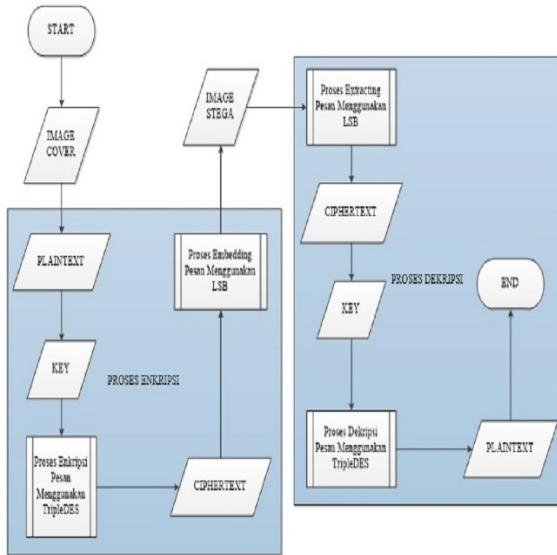 START
IMAGE
COVER
PLAINTEXT
KEY
PROSES ENKRIPSI
Proses Enkripsi
Pesan
Menggunakan
TripleDES
CIPHERTEXT
Proses Embedding
Pesan Menggunakan
LSB
IMAGE
STEGA
Proses Extracting
Pesan Menggunakan
LSB
CIPHERTEXT
PROSES DEKRIPSI
KEY
Proses Dekripsi
Pesan Menggunakan
TripleDES
PLAINTEXT
END